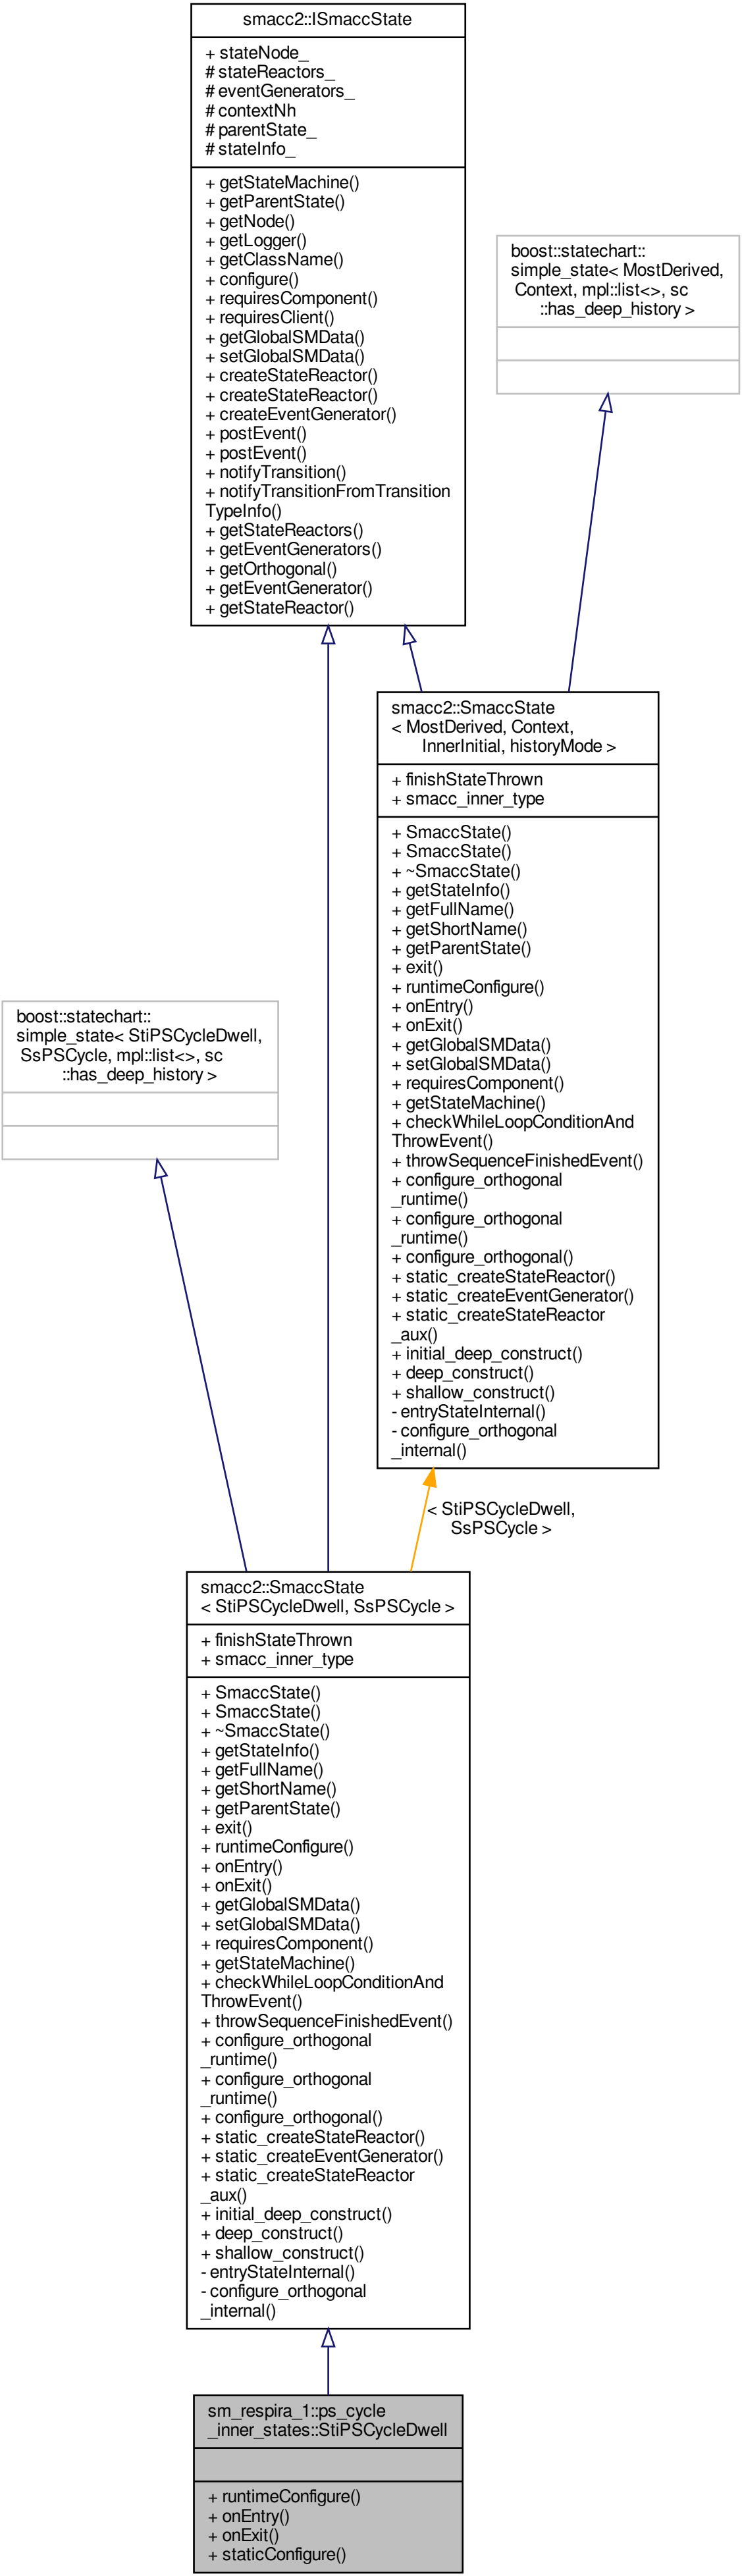 smacc2::ISmaccState
+ stateNode_
# stateReactors_
# eventGenerators_
# contextNh
# parentState_
# stateInfo_
+ getStateMachine()
+ getParentState()
+ getNode()
+ getLogger()
+ getClassName()
+ configure()
+ requiresComponent()
+ requiresClient()
+ getGlobalSMData()
+ setGlobalSMData()
+ createStateReactor()
+ createStateReactor()
+ createEventGenerator()
+ postEvent()
+ postEvent()
+ notifyTransition()
+ notifyTransitionFromTransition
TypeInfo()
+ getStateReactors()
+ getEventGenerators()
+ getOrthogonal()
+ getEventGenerator()
+ getStateReactor()
boost::statechart::
simple_state< MostDerived,
Context, mpl::list<>, sc
::has_deep_history >
smacc2::SmaccState
< MostDerived, Context,
InnerInitial, historyMode >
+ finishStateThrown
+ smacc_inner_type
+ SmaccState()
+ SmaccState()
+ ~SmaccState()
+ getStateInfo()
+ getFullName()
+ getShortName()
+ getParentState()
+ exit()
+ runtimeConfigure()
+ onEntry()
+ onExit()
+ getGlobalSMData()
+ setGlobalSMData()
+ requiresComponent()
+ getStateMachine()
+ checkWhileLoopConditionAnd
ThrowEvent()
+ throwSequenceFinishedEvent()
+ configure_orthogonal
_runtime()
+ configure_orthogonal
_runtime()
+ configure_orthogonal()
+ static_createStateReactor()
+ static_createEventGenerator()
+ static_createStateReactor
_aux()
+ initial_deep_construct()
+ deep_construct()
+ shallow_construct()
- entryStateInternal()
- configure_orthogonal
_internal()
boost::statechart::
simple_state< StiPSCycleDwell,
SsPSCycle, mpl::list<>, sc
::has_deep_history >
< StiPSCycleDwell,
SsPSCycle >
smacc2::SmaccState
< StiPSCycleDwell, SsPSCycle >
+ finishStateThrown
+ smacc_inner_type
+ SmaccState()
+ SmaccState()
+ ~SmaccState()
+ getStateInfo()
+ getFullName()
+ getShortName()
+ getParentState()
+ exit()
+ runtimeConfigure()
+ onEntry()
+ onExit()
+ getGlobalSMData()
+ setGlobalSMData()
+ requiresComponent()
+ getStateMachine()
+ checkWhileLoopConditionAnd
ThrowEvent()
+ throwSequenceFinishedEvent()
+ configure_orthogonal
_runtime()
+ configure_orthogonal
_runtime()
+ configure_orthogonal()
+ static_createStateReactor()
+ static_createEventGenerator()
+ static_createStateReactor
_aux()
+ initial_deep_construct()
+ deep_construct()
+ shallow_construct()
- entryStateInternal()
- configure_orthogonal
_internal()
sm_respira_1::ps_cycle
_inner_states::StiPSCycleDwell
+ runtimeConfigure()
+ onEntry()
+ onExit()
+ staticConfigure()